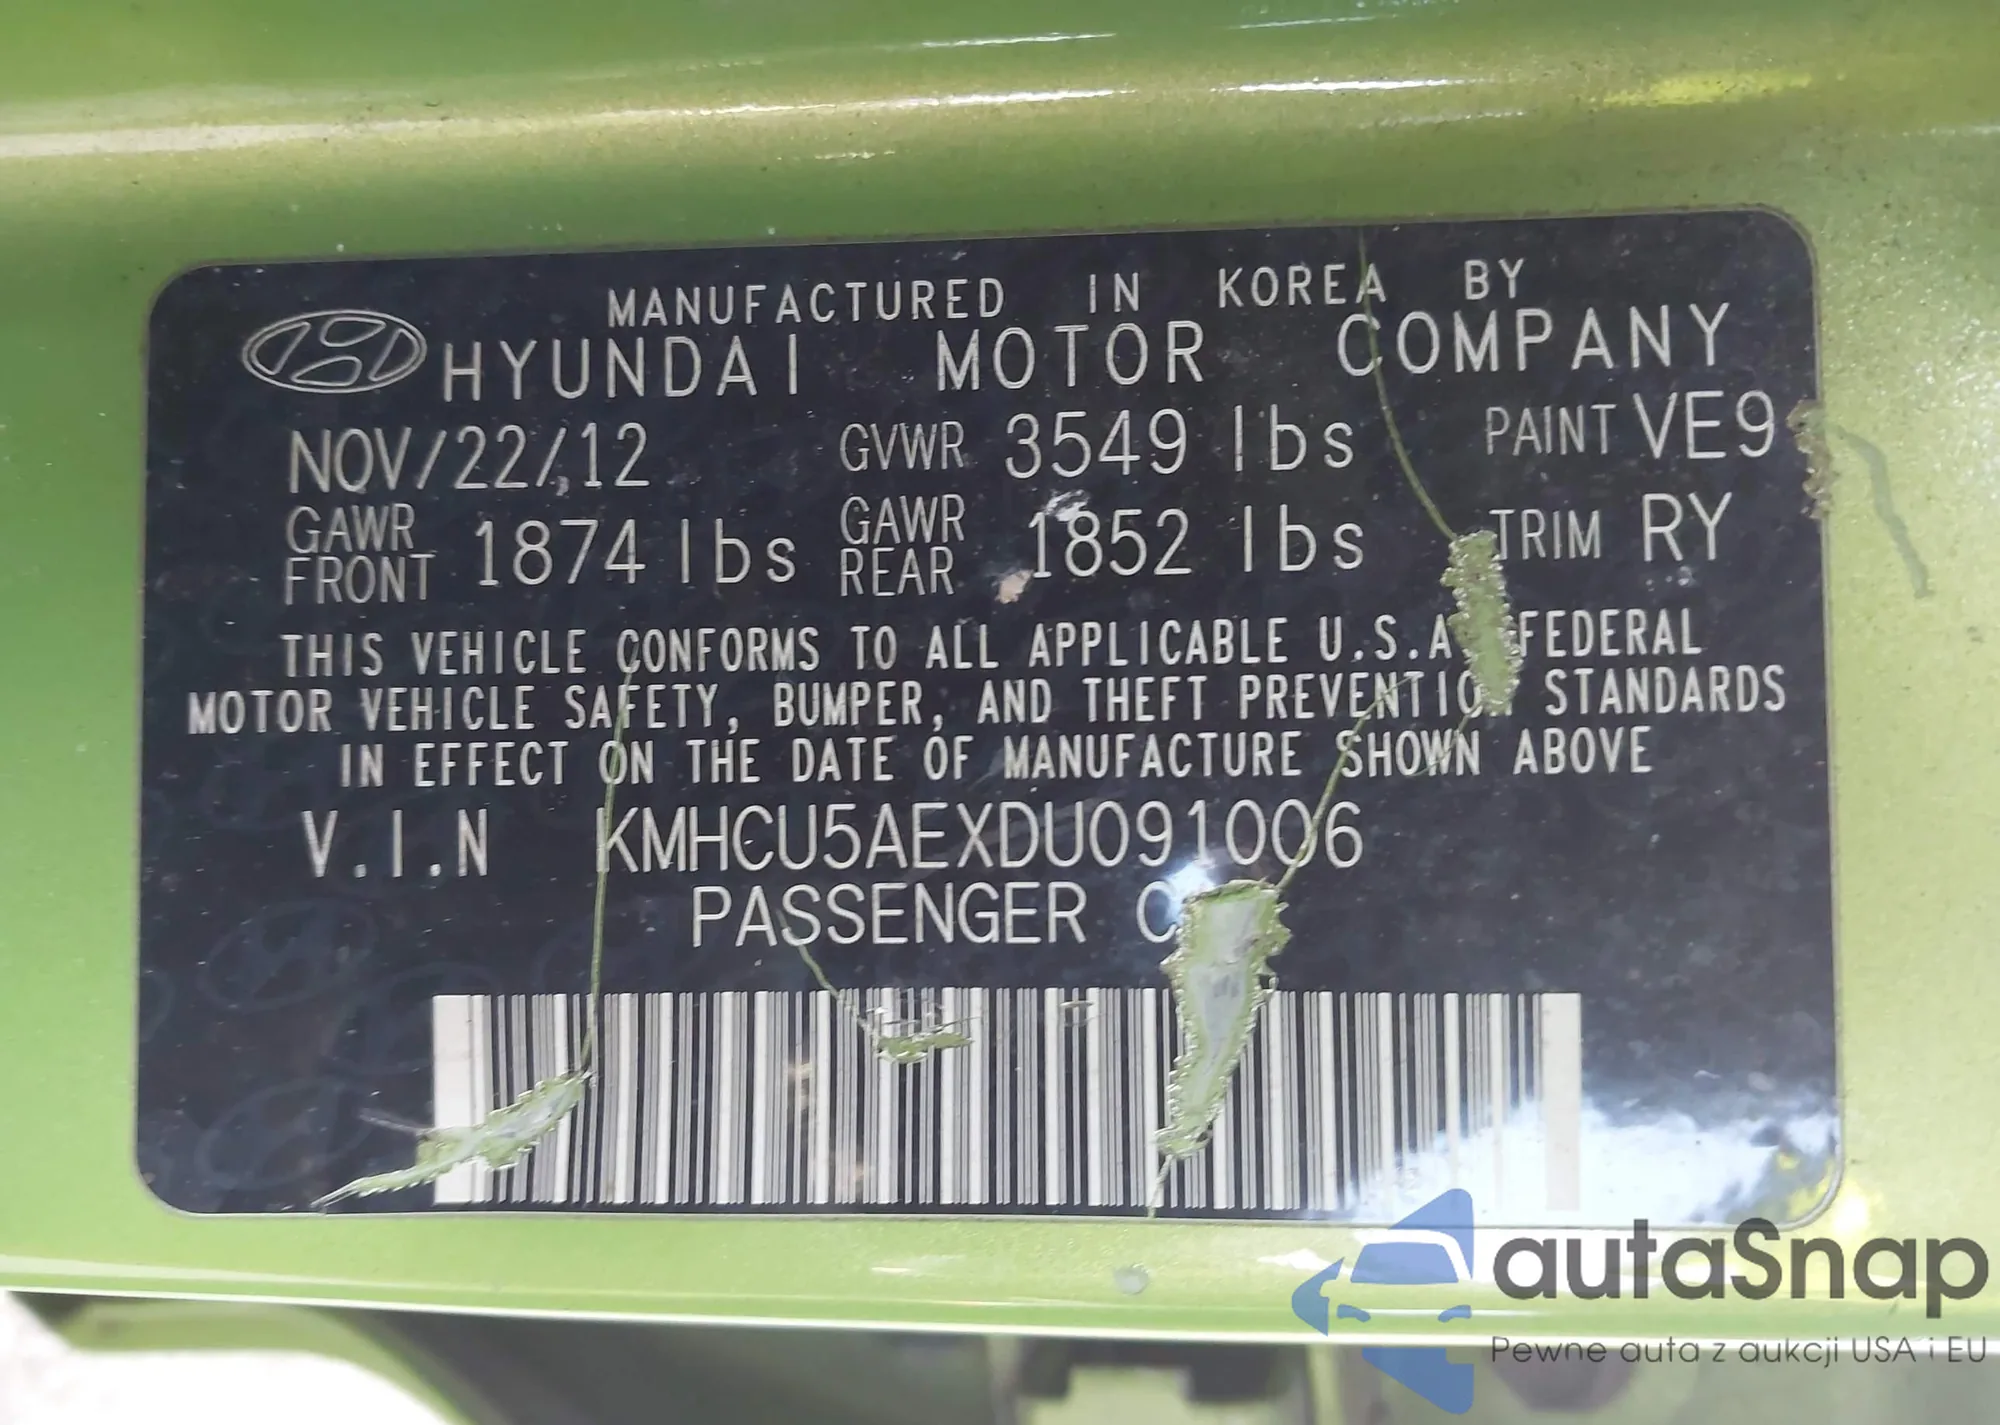 MANUFACTURED IN KOREA BY
HYUNDAI MOTOR COMPANY
NOV/22/12 GVWR 3549 lbs PAINT VE9
GAWR FRONT 1874 lbs GAWR REAR 1852 lbs TRIM RY
THIS VEHICLE CONFORMS TO ALL APPLICABLE U.S.A FEDERAL
MOTOR VEHICLE SAFETY, BUMPER, AND THEFT PREVENTION STANDARDS
IN EFFECT ON THE DATE OF MANUFACTURE SHOWN ABOVE
V.I.N KMHCU5AEXDU091006
PASSENGER
autaSnap
Pewne auta z aukcji USA i EU